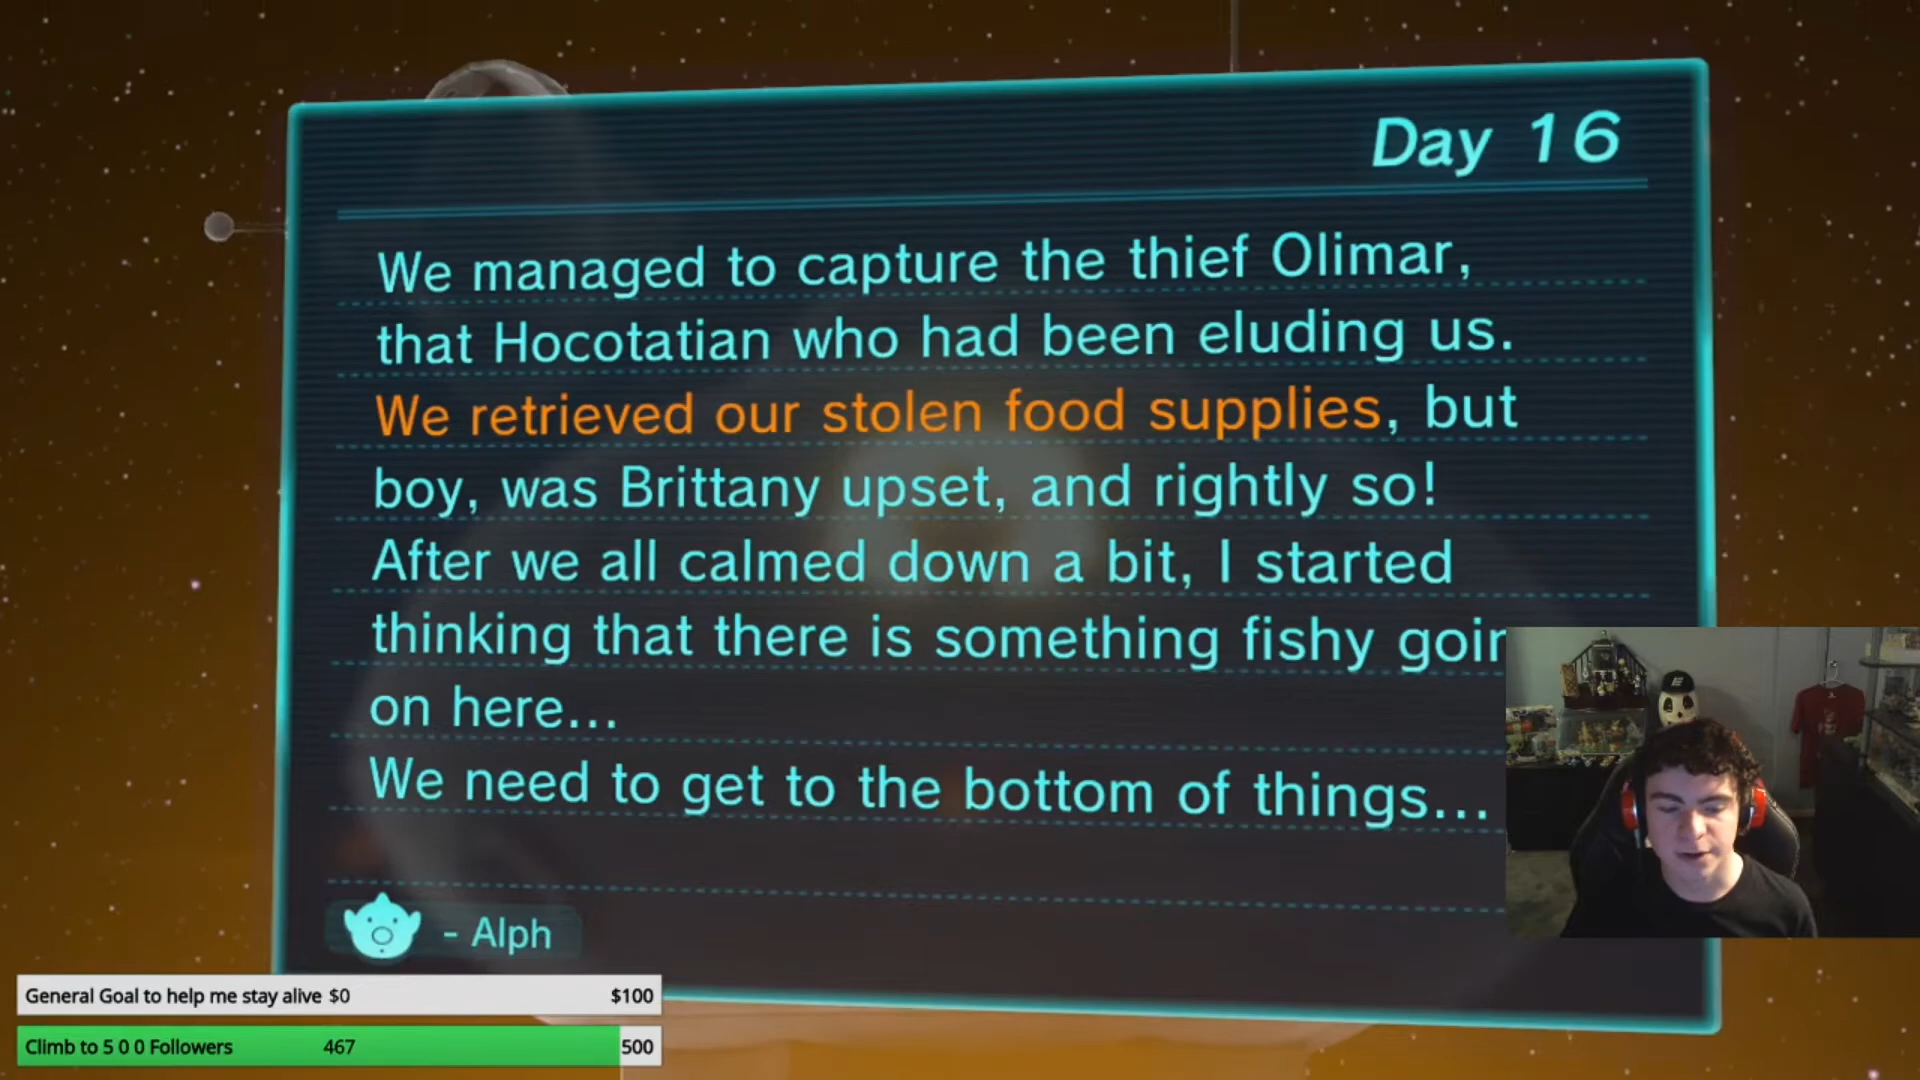 Day 16
We managed to capture the thief Olimar,
that Hocotatian who had been eluding us.
We retrieved our stolen food supplies, but
boy, was Brittany upset, and rightly so!
After we all calmed down a bit, I started
thinking that there is something fishy goin
on here...
We need to get to the bottom of things...
- Alph
General Goal to help me stay alive $0 $100
Climb to 5 0 0 Followers 467 500